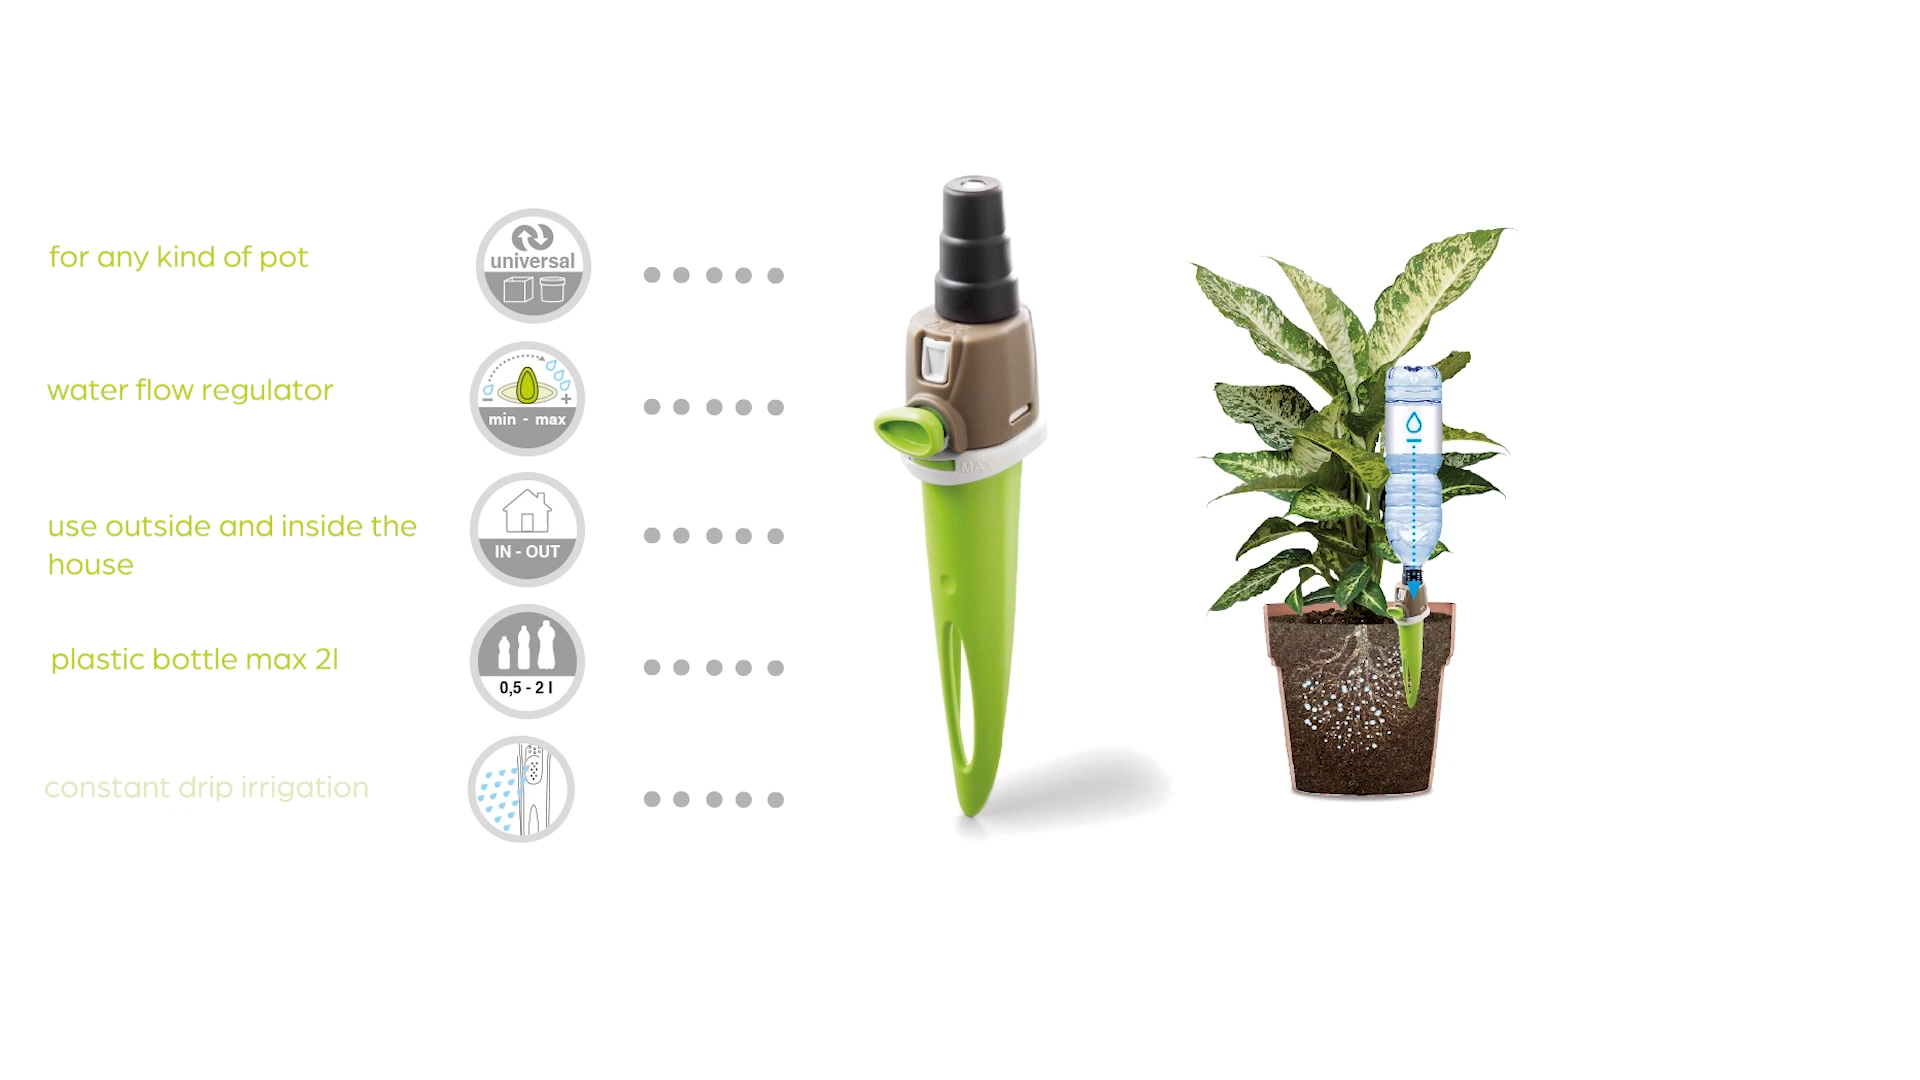 for any kind of pot
universal
water flow regulator
- +
min - max
use outside and inside the
house
IN - OUT
plastic bottle max 2l
0,5 - 2 l
constant drip irrigation
MAX